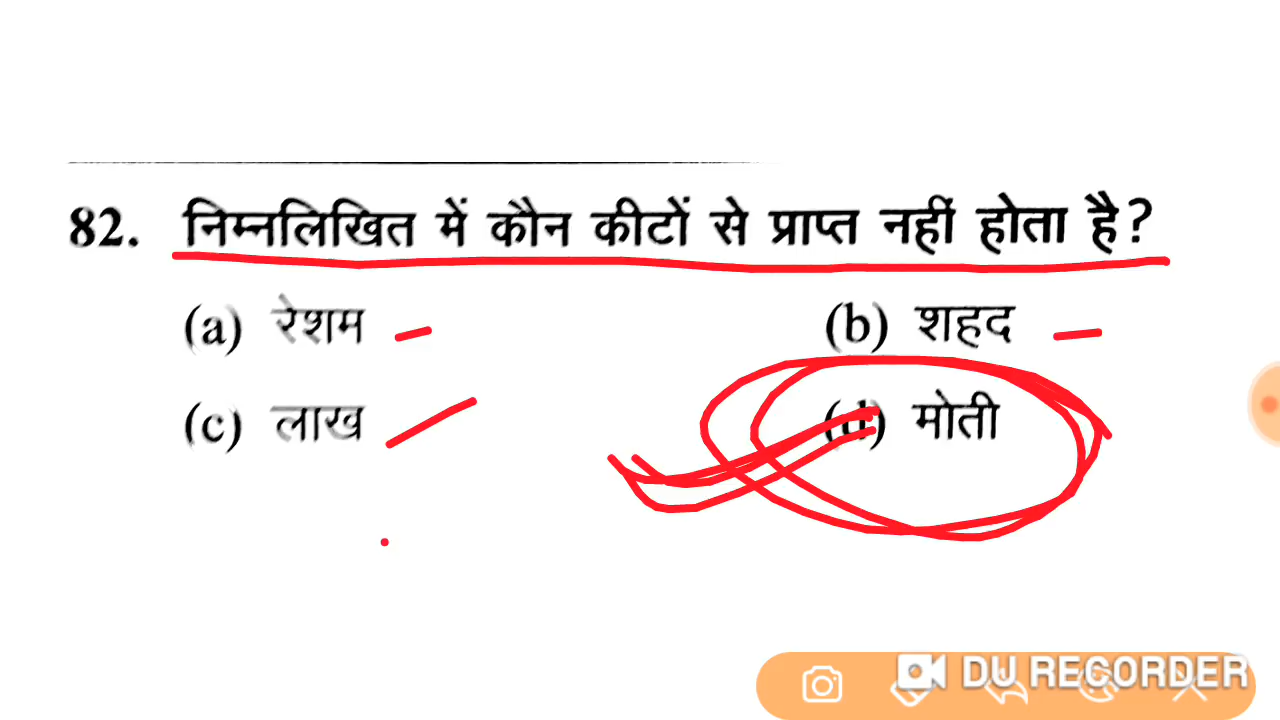 82. निम्नलिखित में कौन कीटों से प्राप्त नहीं होता है?
(a) रेशम (b) शहद
(c) लाख (d) मोती
DU RECORDER